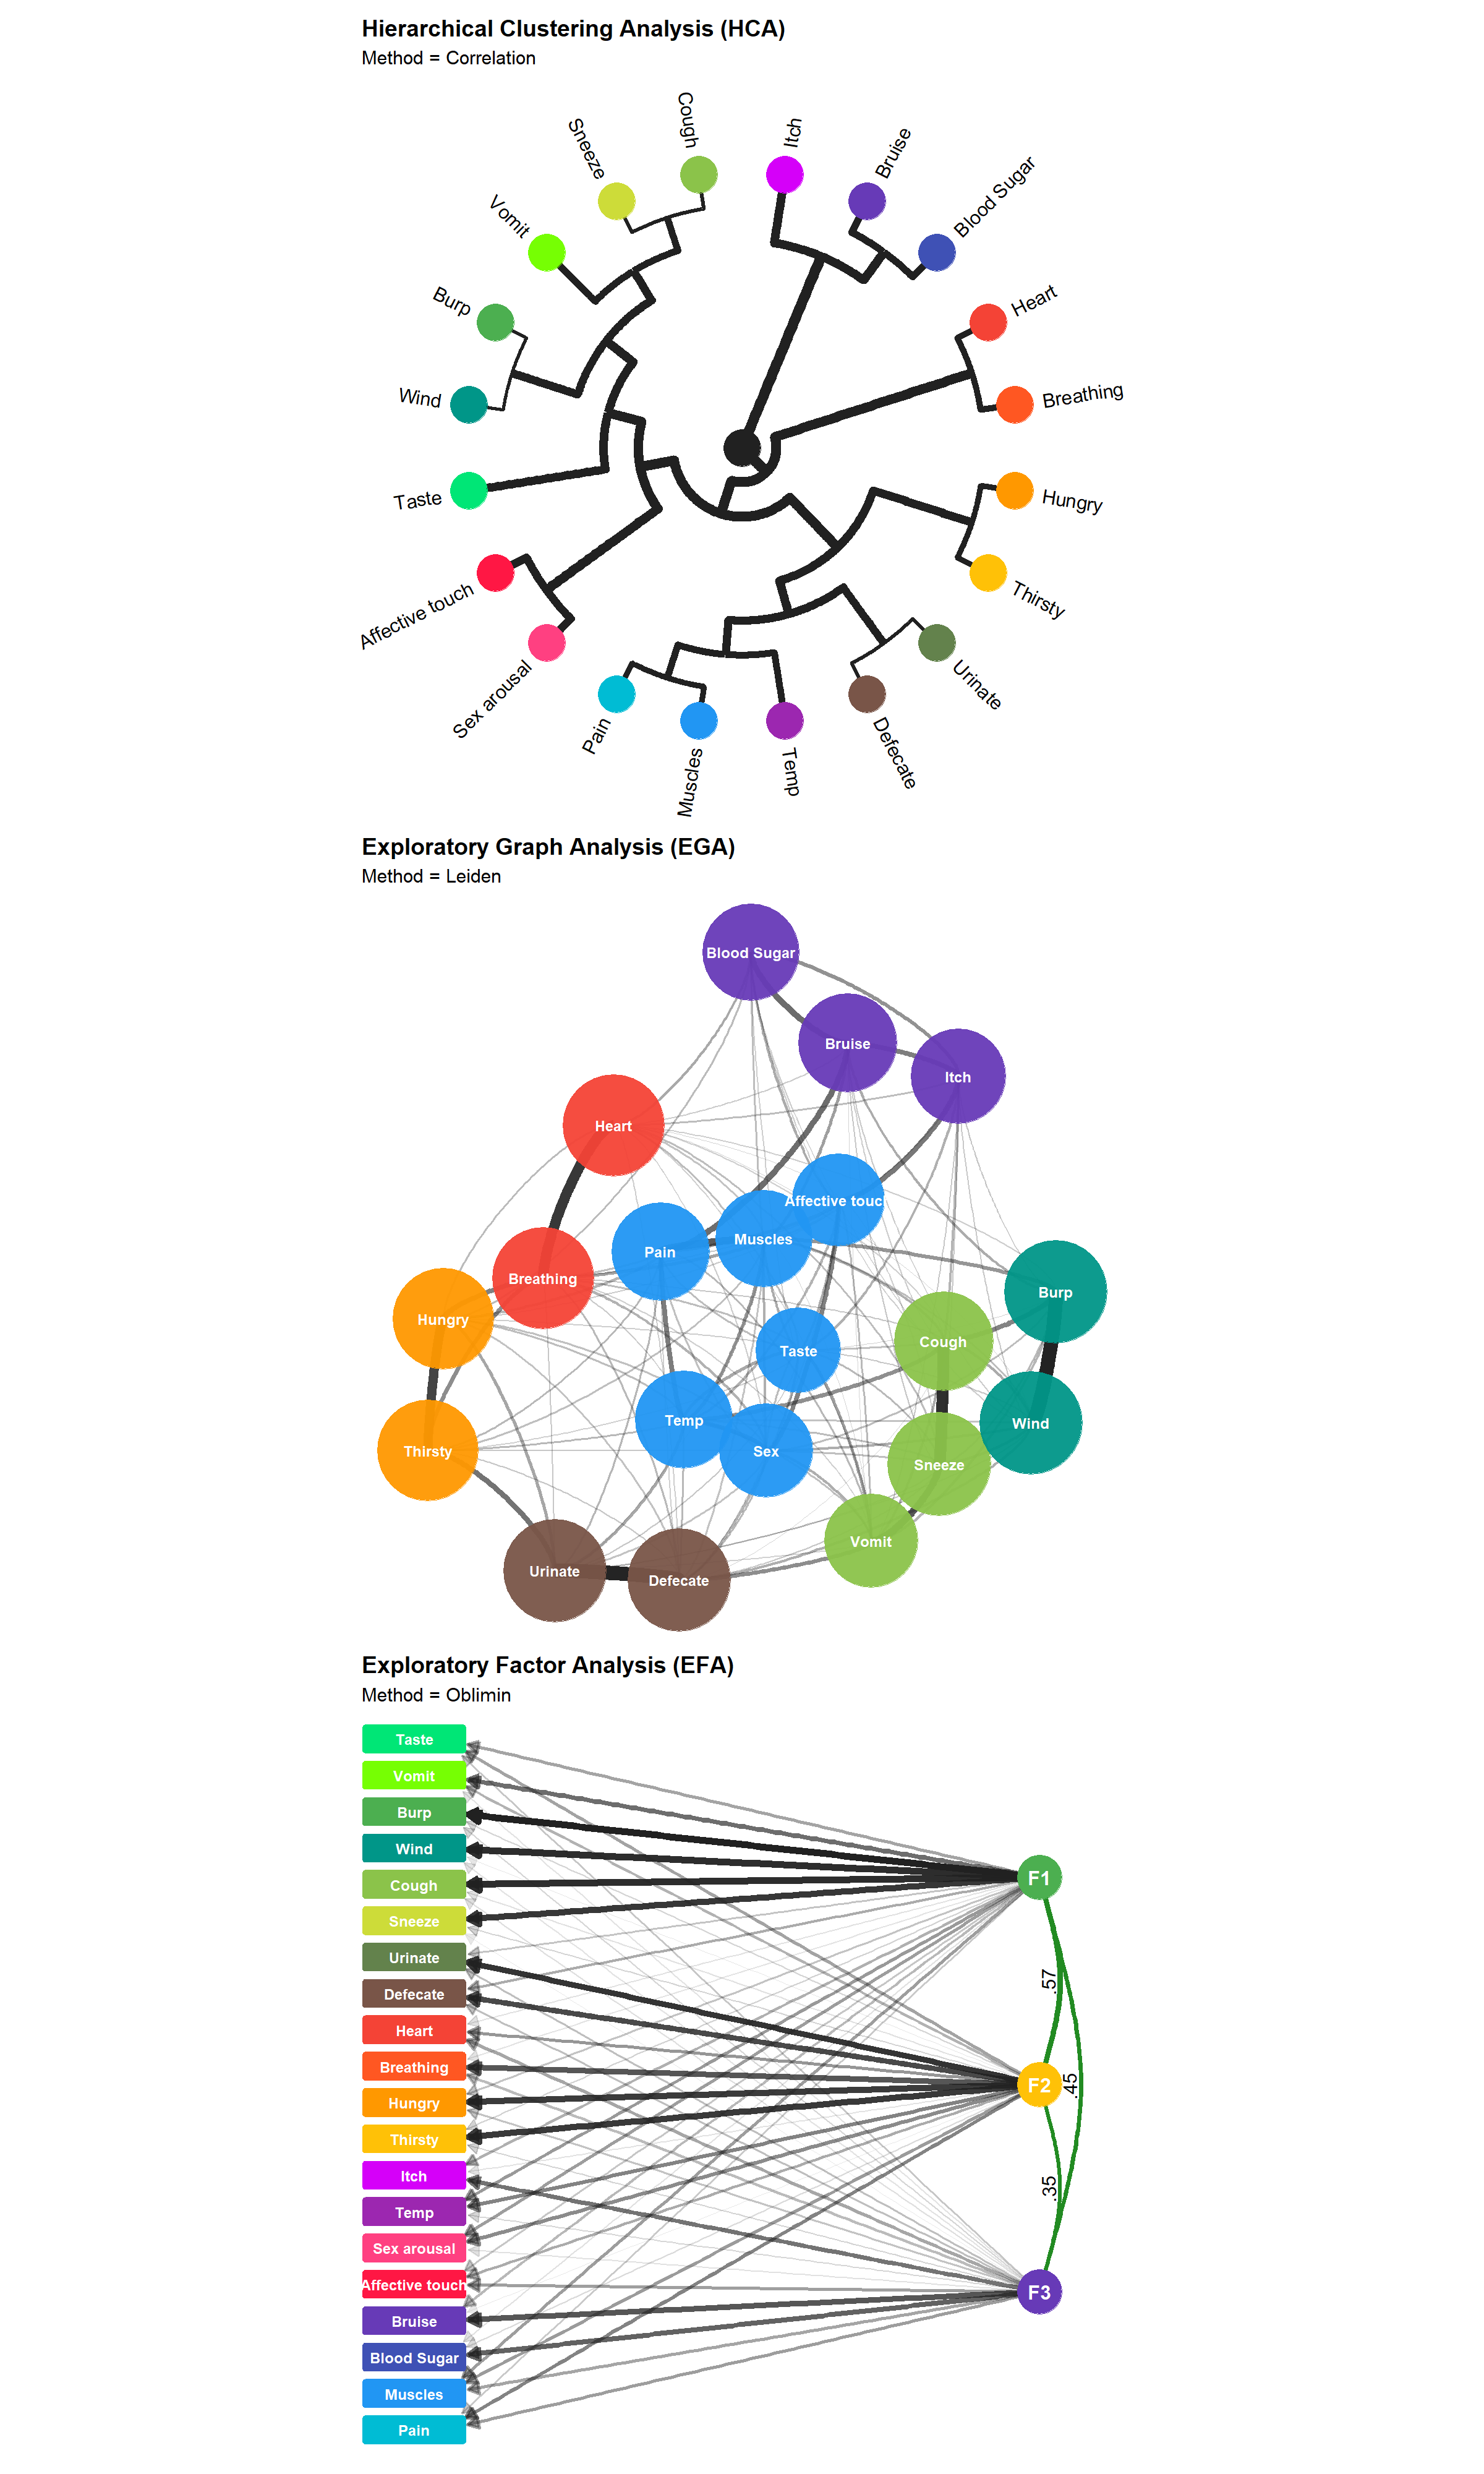 Hierarchical Clustering Analysis (HCA)
Method = Correlation
Cough
Itch
Sneeze
Bruise
Blood Sugar
Vomit
Burp
Heart
Wind
Breathing
Taste
Hungry
Affective touch
Thirsty
Sex arousal
Urinate
Pain
Defecate
Muscles
Temp
Exploratory Graph Analysis (EGA)
Method = Leiden
Blood Sugar
Bruise
Itch
Heart
Affective touc
Muscles
Pain
Breathing
Burp
Hungry
Cough
Taste
Temp
Wind
Thirsty
Sex
Sneeze
Vomit
Urinate
Defecate
Exploratory Factor Analysis (EFA)
Method = Oblimin
Taste
Vomit
Burp
Wind
Cough
Sneeze
Urinate
Defecate
Heart
Breathing
Hungry
Thirsty
Itch
Temp
Sex arousal
Affective touch
Bruise
Blood Sugar
Muscles
Pain
F1
.57
F2
.45
.35
F3